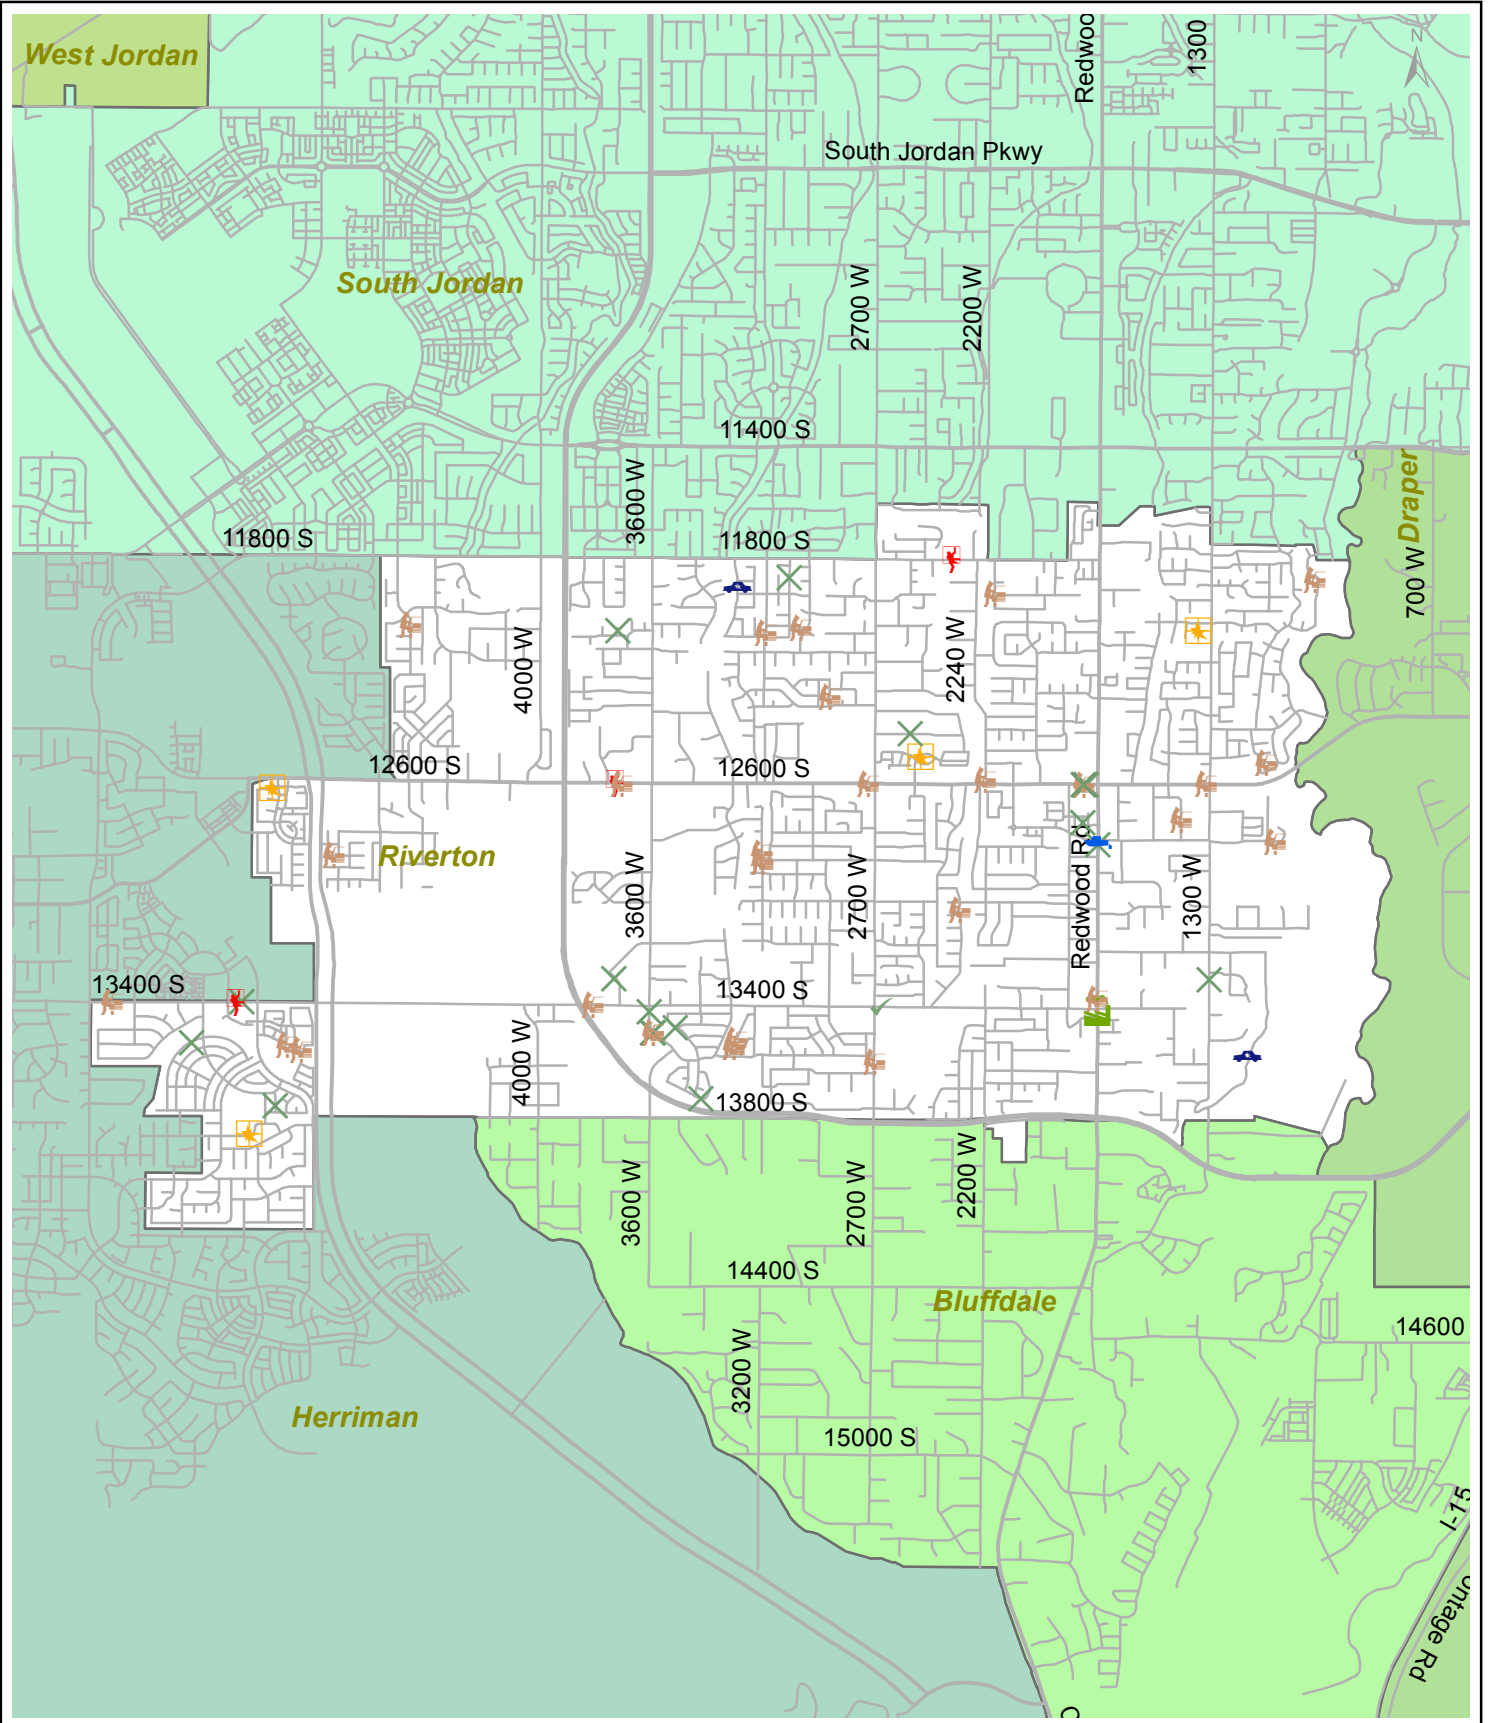 West Jordan
Redwoo
1300
N
South Jordan Pkwy
South Jordan
2700 W
2200 W
11400 S
3600 W
Draper
11800 S
11800 S
700 W
4000 W
2240 W
12600 S
12600 S
Riverton
3600 W
2700 W
Redwood Rd
1300 W
13400 S
13400 S
4000 W
13800 S
3600 W
2700 W
2200 W
14400 S
Bluffdale
14600
3200 W
Herriman
15000 S
I-15
ontage Rd